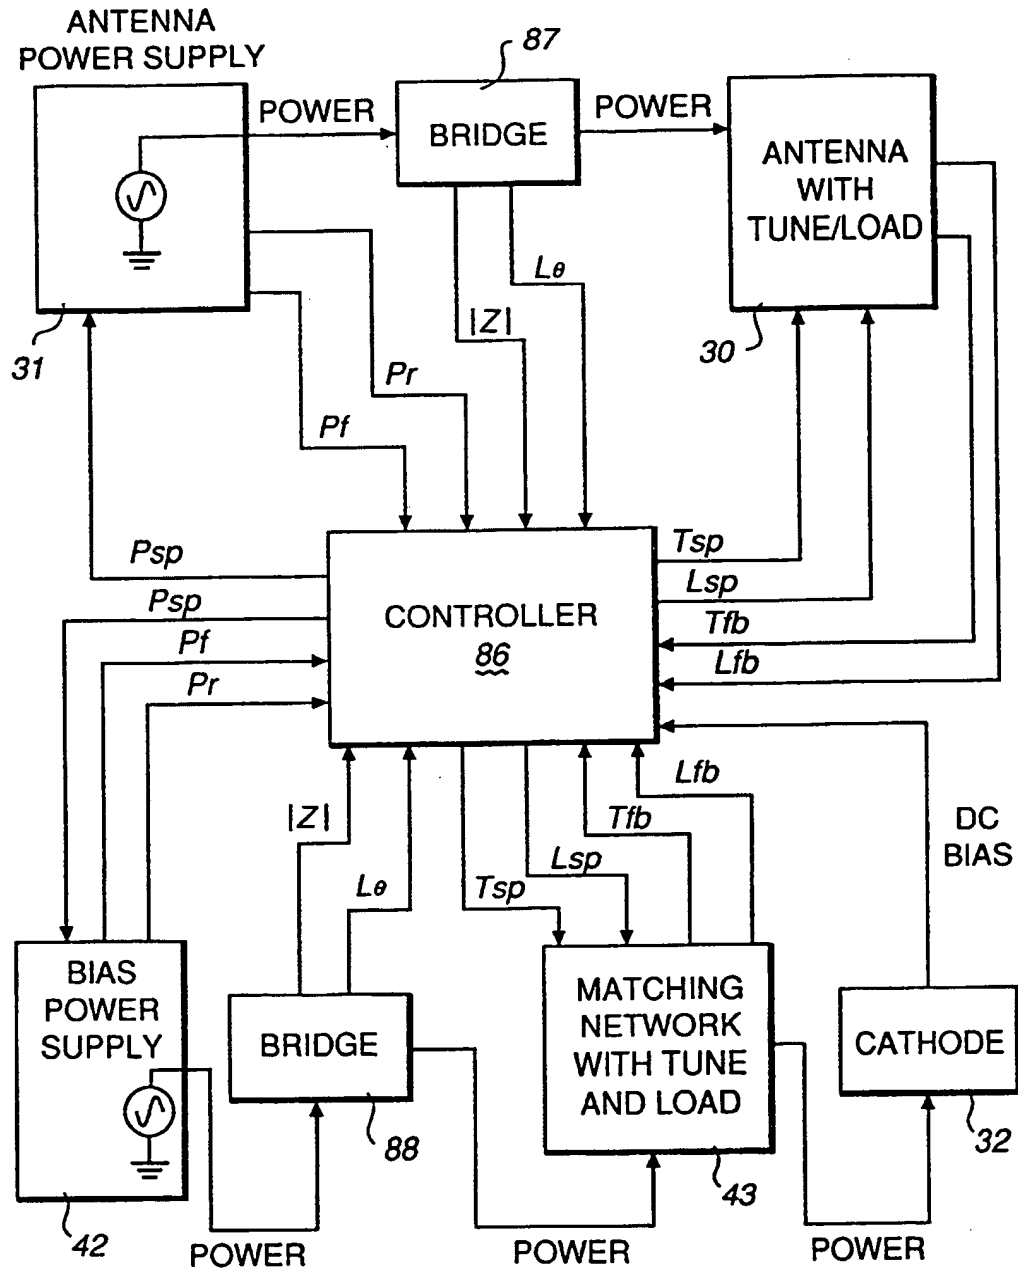 ANTENNA
POWER SUPPLY
87
POWER
BRIDGE
POWER
ANTENNA
WITH
TUNE/LOAD
31
Lθ
|Z|
30
Pr
Pf
Psp
Psp
Pf
Pr
CONTROLLER
86
Tsp
Lsp
Tfb
Lfb
|Z|
Lθ
Tsp
Lsp
Tfb
Lfb
DC
BIAS
BIAS
POWER
SUPPLY
BRIDGE
MATCHING
NETWORK
WITH TUNE
AND LOAD
CATHODE
88
43
32
42
POWER
POWER
POWER